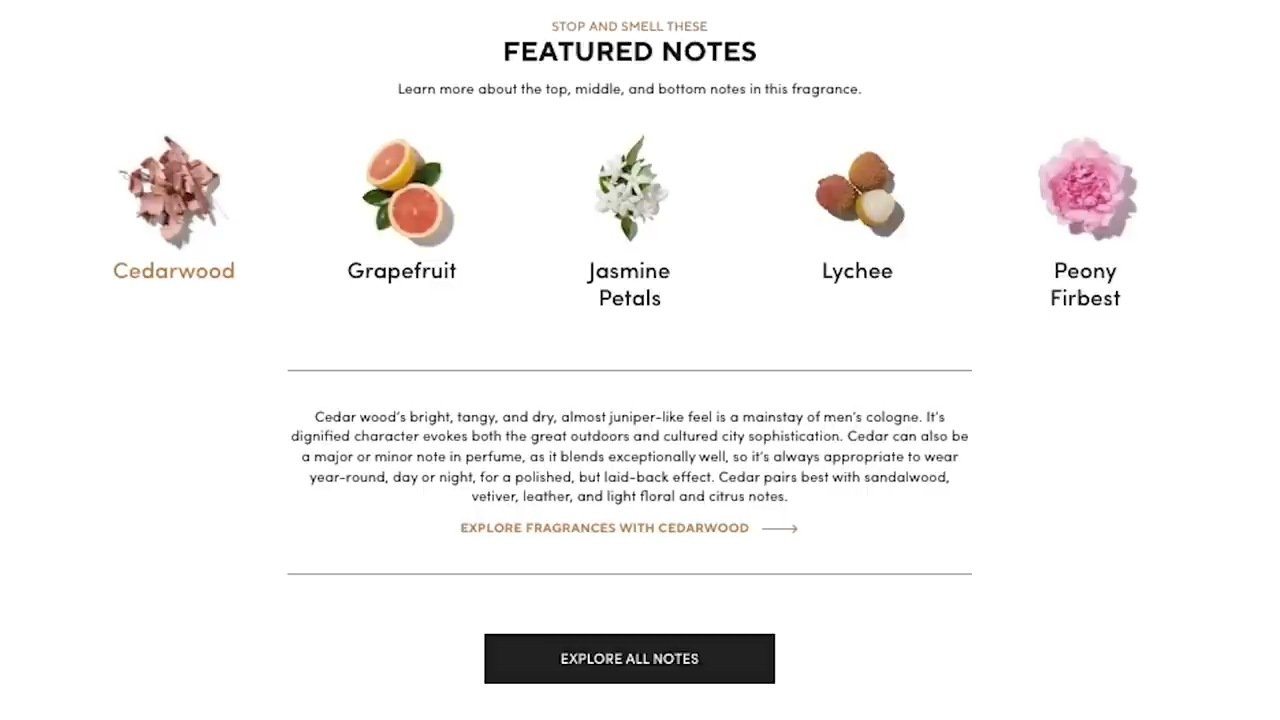 STOP AND SMELL THESE
FEATURED NOTES
Learn more about the top, middle, and bottom notes in this fragrance.
Cedarwood
Grapefruit
Jasmine
Petals
Lychee
Peony
Firbest
Cedar wood's bright, tangy, and dry, almost juniper-like feel is a mainstay of men's cologne. It's
dignified character evokes both the great outdoors and cultured city sophistication. Cedar can also be
a major or minor note in perfume, as it blends exceptionally well, so it's always appropriate to wear
year-round, day or night, for a polished, but laid-back effect. Cedar pairs best with sandalwood,
vetiver, leather, and light floral and citrus notes.
EXPLORE FRAGRANCES WITH CEDARWOOD
EXPLORE ALL NOTES